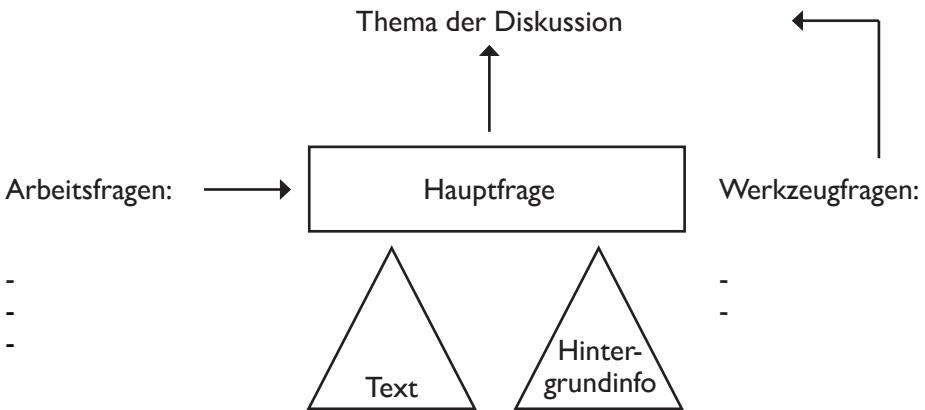 Thema der Diskussion
Arbeitsfragen:
Hauptfrage
Werkzeugfragen:
-
-
-
-
-
Text
Hinter-
grundinfo